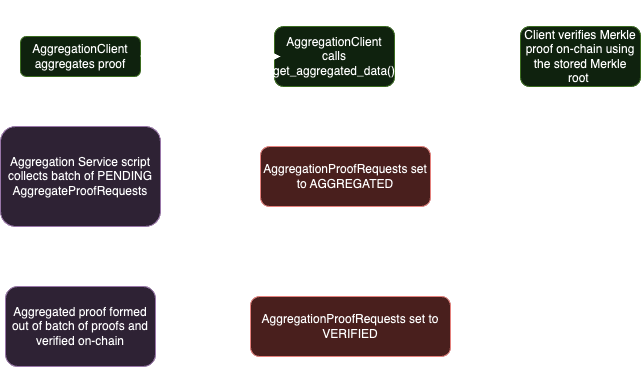 AggregationClient
aggregates proof
AggregationClient
calls
get_aggregated_data()
Client verifies Merkle
proof on-chain using
the stored Merkle
root
Aggregation Service script
collects batch of PENDING
AggregateProofRequests
AggregationProofRequests set
to AGGREGATED
Aggregated proof formed
out of batch of proofs and
verified on-chain
AggregationProofRequests set to
VERIFIED